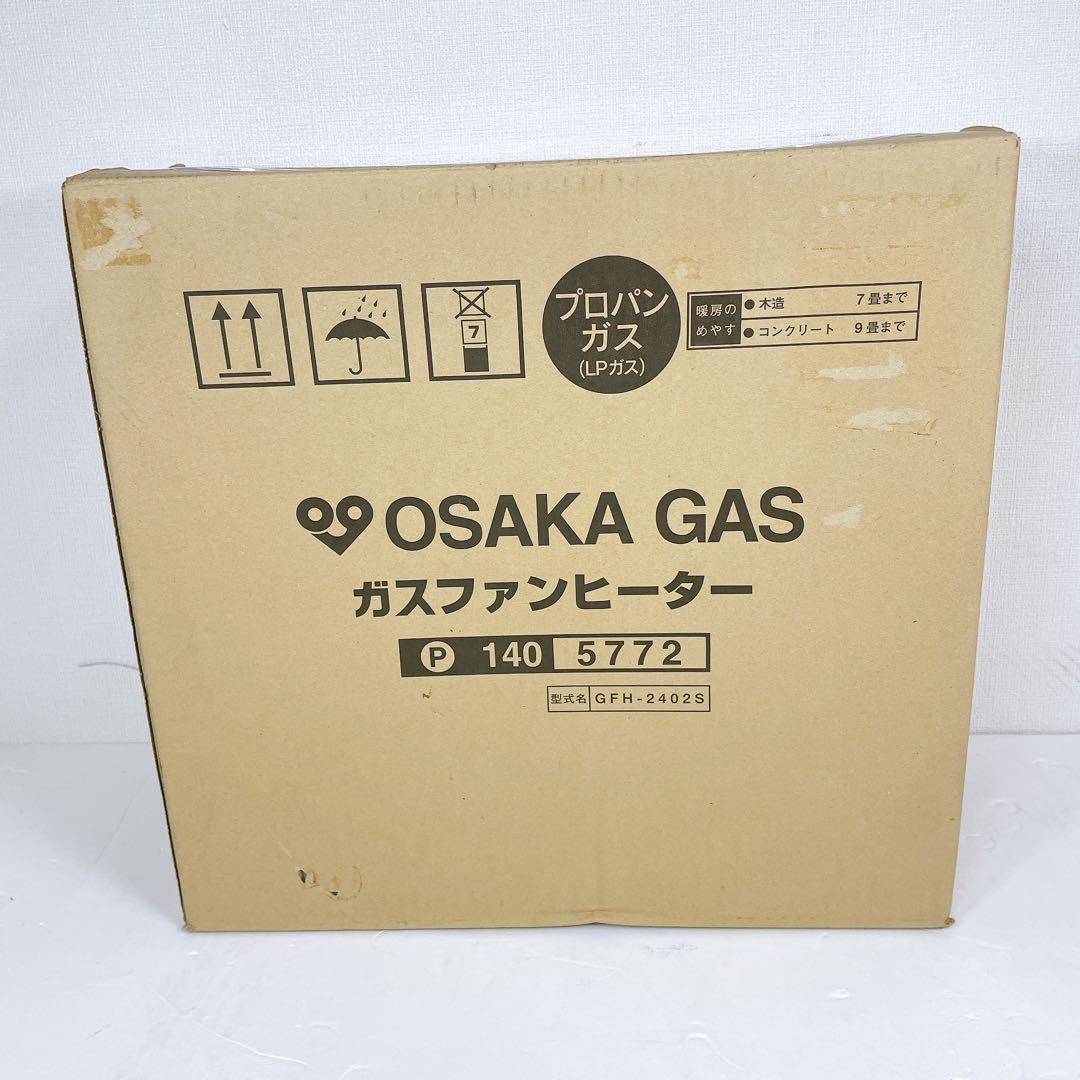 7
プロパン
ガス
(LPガス)
暖房の
めやす
● 木造 7畳まで
● コンクリート 9畳まで
OSAKA GAS
ガスファンヒーター
Ⓟ 140 5772
型式名 GFH-2402S